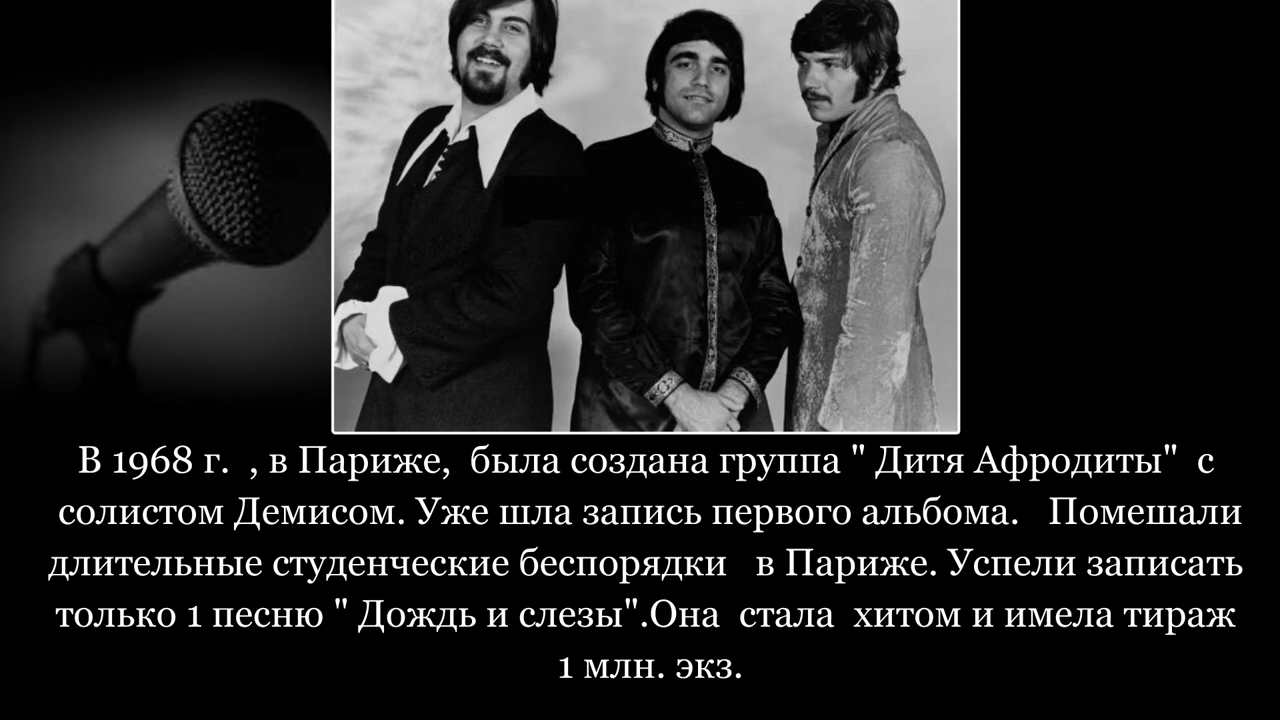 В 1968 г.  , в Париже,  была создана группа " Дитя Афродиты"  с
солистом Демисом. Уже шла запись первого альбома.   Помешали
длительные студенческие беспорядки   в Париже. Успели записать
только 1 песню " Дождь и слезы".Она  стала  хитом и имела тираж
1 млн. экз.